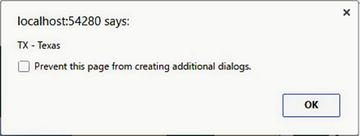 localhost:54280 says:
TX - Texas
Prevent this page from creating additional dialogs.
OK